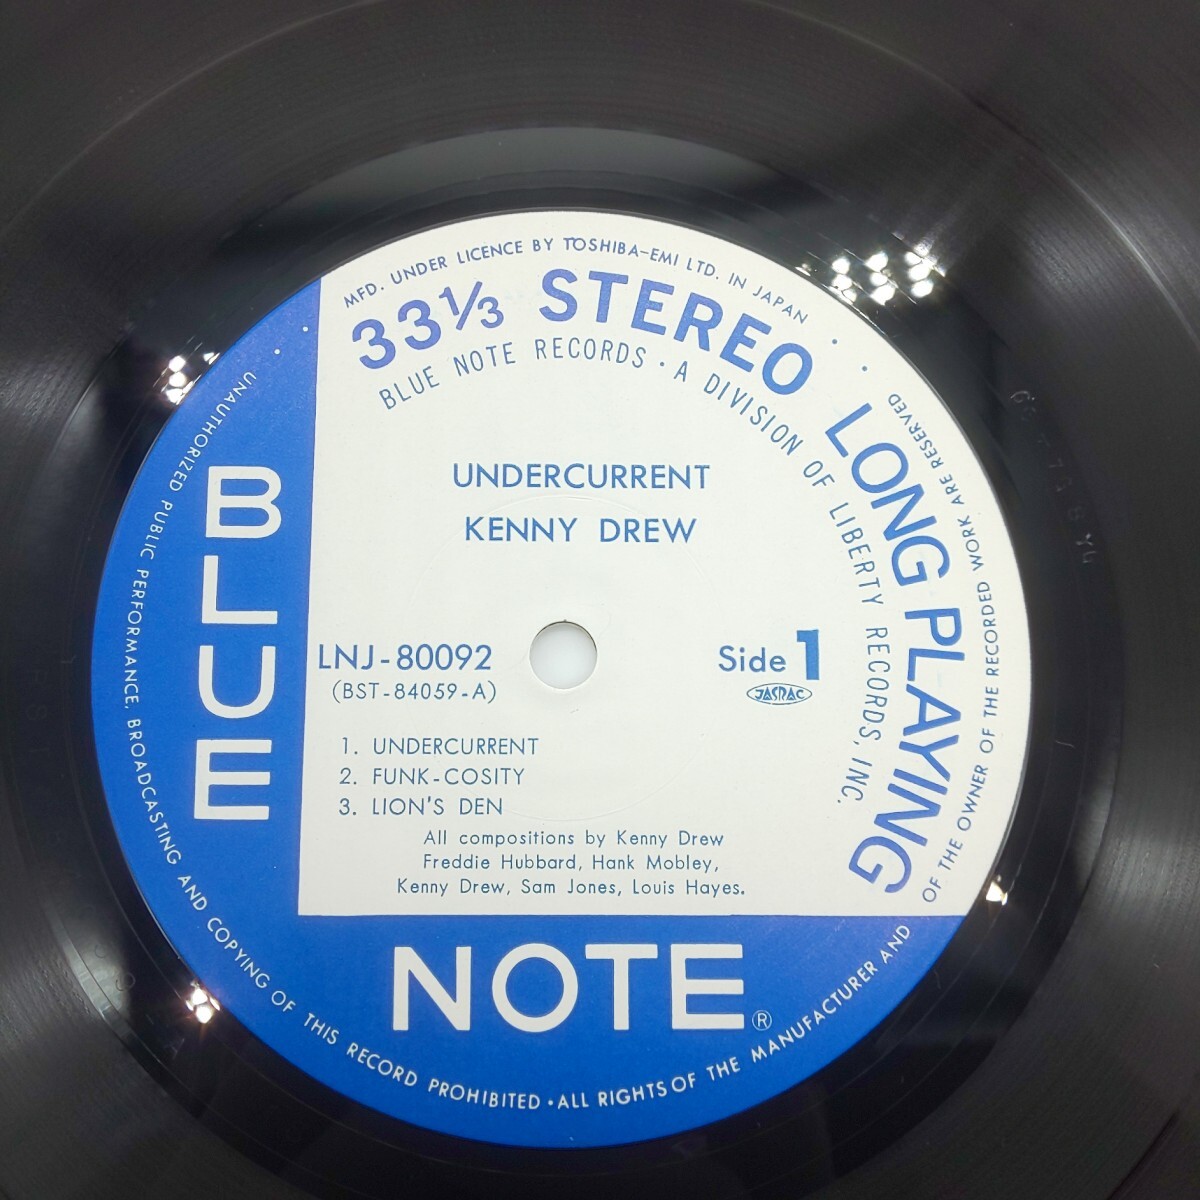 MFD. UNDER LICENCE BY TOSHIBA-EMI LTD. IN JAPAN
33 1/3 STEREO LONG PLAYING
BLUE NOTE RECORDS · A DIVISION OF LIBERTY RECORDS, INC.
UNDERCURRENT
KENNY DREW
LNJ-80092
(BST-84059-A)
Side 1
JASRAC
1. UNDERCURRENT
2. FUNK-COSITY
3. LION'S DEN
All compositions by Kenny Drew
Freddie Hubbard, Hank Mobley,
Kenny Drew, Sam Jones, Louis Hayes.
BLUE
NOTE ®
UNAUTHORIZED PUBLIC PERFORMANCE, BROADCASTING AND COPYING OF THIS RECORD PROHIBITED · ALL RIGHTS OF THE MANUFACTURER AND OF THE OWNER OF THE RECORDED WORK ARE RESERVED